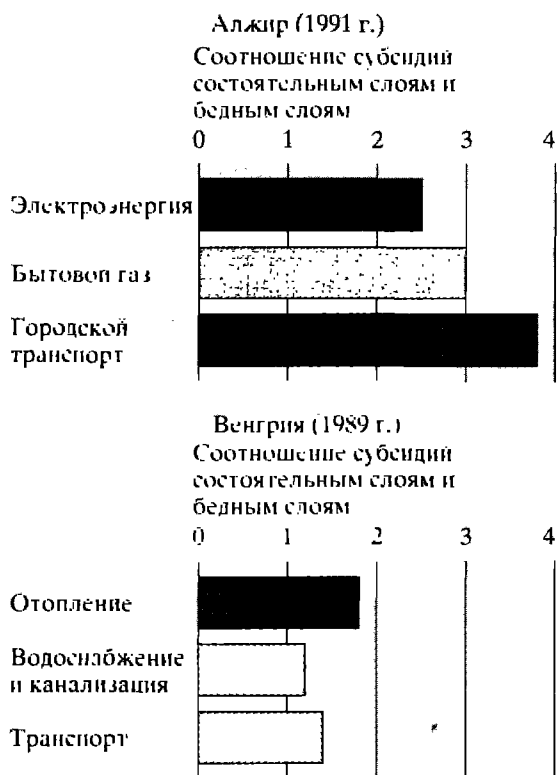 Алжир (1991 г.)
Соотношение субсидий
состоятельным слоям и
бедным слоям
0 1 2 3 4
Электроэнергия
Бытовой газ
Городской
транспорт
Венгрия (1989 г.)
Соотношение субсидий
состоятельным слоям и
бедным слоям
0 1 2 3 4
Отопление
Водоснабжение
и канализация
Транспорт